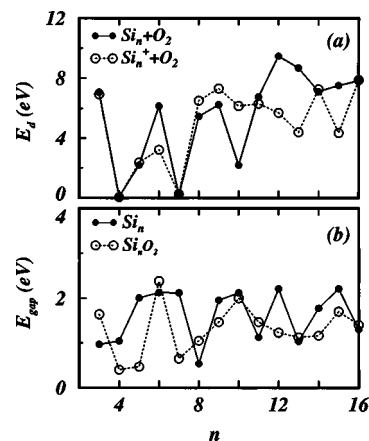 12
8
4
0
E_d (eV)
Si_n+O_2
Si_n^++O_2
(a)
4
2
0
E_gap (eV)
Si_n
Si_nO_2
(b)
4 8 12 16
n